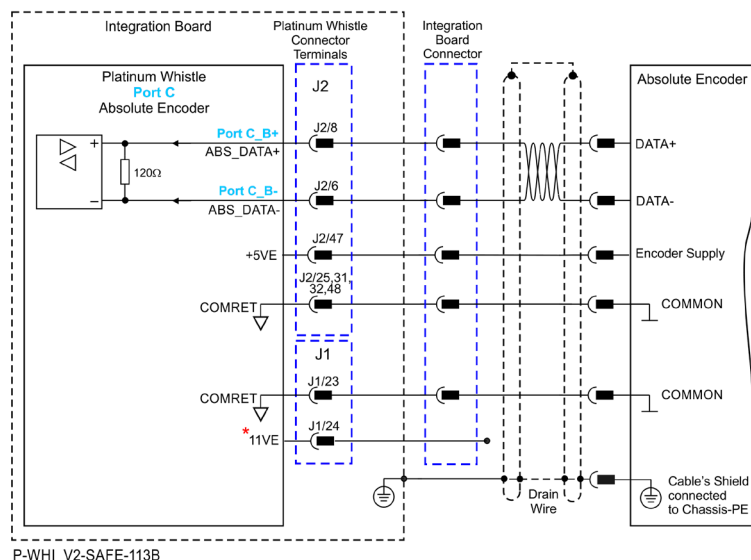 Integration Board
Platinum Whistle
Connector
Terminals
Integration
Board
Connector
Platinum Whistle
Port C
Absolute Encoder
J2
Absolute Encoder
Port C_B+
ABS_DATA+
J2/8
DATA+
+
120Ω
−
Port C_B-
ABS_DATA-
J2/6
DATA-
+5VE
J2/47
Encoder Supply
J2/25,31,
32,48
COMRET
COMMON
J1
COMRET
J1/23
COMMON
*11VE
J1/24
Drain
Wire
Cable's Shield
connected
to Chassis-PE
P-WHI_V2-SAFE-113B